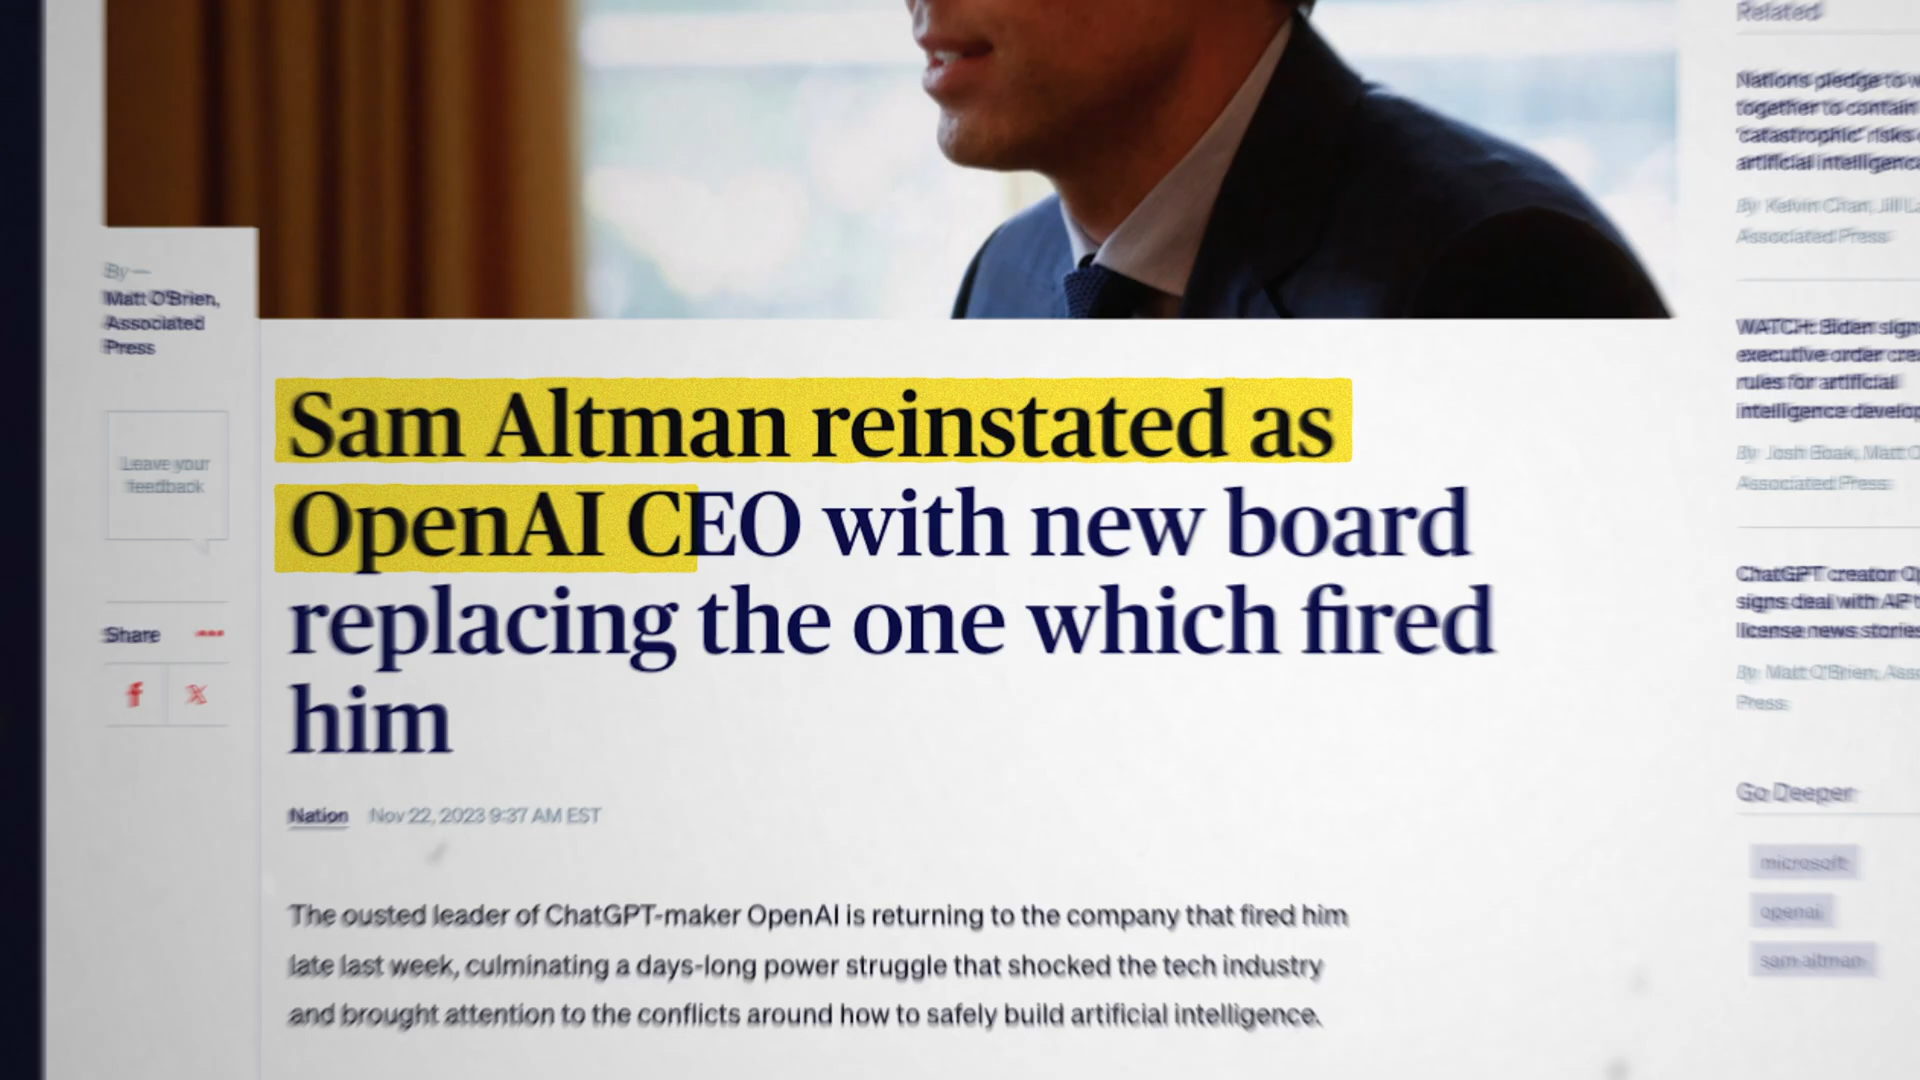 By —
Matt O'Brien,
Associated
Press
Leave your
feedback
Share
Sam Altman reinstated as
OpenAI CEO with new board
replacing the one which fired
him
Nation Nov 22, 2023 9:37 AM EST
The ousted leader of ChatGPT-maker OpenAI is returning to the company that fired him
late last week, culminating a days-long power struggle that shocked the tech industry
and brought attention to the conflicts around how to safely build artificial intelligence.
Related
Nations pledge to
together to contain
'catastrophic' risks
artificial
By Kelvin Chan, Jill
Associated Press
WATCH: Biden
executive order
rules for artificial
intelligence
By Josh Boak, Matt
Associated Press
ChatGPT creator
signs deal with AP
license news stories
By Matt O'Brien,
Press
Go Deeper
microsoft
openai
sam altman